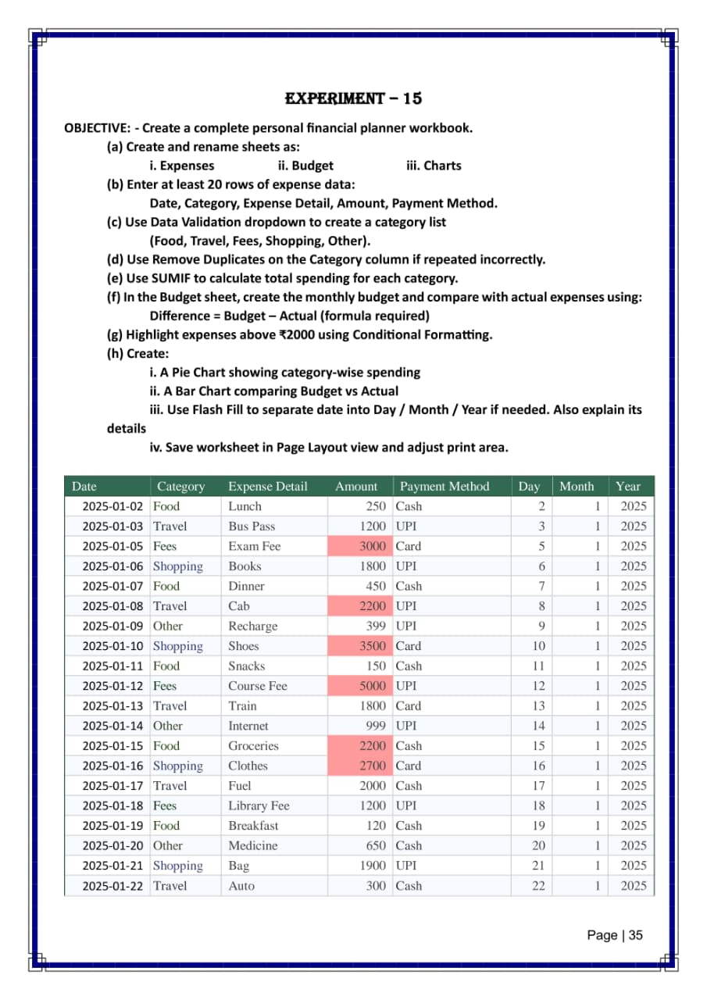 EXPERIMENT – 15
OBJECTIVE: - Create a complete personal financial planner workbook.
(a) Create and rename sheets as:
i. Expenses ii. Budget iii. Charts
(b) Enter at least 20 rows of expense data:
Date, Category, Expense Detail, Amount, Payment Method.
(c) Use Data Validation dropdown to create a category list
(Food, Travel, Fees, Shopping, Other).
(d) Use Remove Duplicates on the Category column if repeated incorrectly.
(e) Use SUMIF to calculate total spending for each category.
(f) In the Budget sheet, create the monthly budget and compare with actual expenses using:
Difference = Budget – Actual (formula required)
(g) Highlight expenses above ₹2000 using Conditional Formatting.
(h) Create:
i. A Pie Chart showing category-wise spending
ii. A Bar Chart comparing Budget vs Actual
iii. Use Flash Fill to separate date into Day / Month / Year if needed. Also explain its
details
iv. Save worksheet in Page Layout view and adjust print area.
Date Category Expense Detail Amount Payment Method Day Month Year
2025-01-02 Food Lunch 250 Cash 2 1 2025
2025-01-03 Travel Bus Pass 1200 UPI 3 1 2025
2025-01-05 Fees Exam Fee 3000 Card 5 1 2025
2025-01-06 Shopping Books 1800 UPI 6 1 2025
2025-01-07 Food Dinner 450 Cash 7 1 2025
2025-01-08 Travel Cab 2200 UPI 8 1 2025
2025-01-09 Other Recharge 399 UPI 9 1 2025
2025-01-10 Shopping Shoes 3500 Card 10 1 2025
2025-01-11 Food Snacks 150 Cash 11 1 2025
2025-01-12 Fees Course Fee 5000 UPI 12 1 2025
2025-01-13 Travel Train 1800 Card 13 1 2025
2025-01-14 Other Internet 999 UPI 14 1 2025
2025-01-15 Food Groceries 2200 Cash 15 1 2025
2025-01-16 Shopping Clothes 2700 Card 16 1 2025
2025-01-17 Travel Fuel 2000 Cash 17 1 2025
2025-01-18 Fees Library Fee 1200 UPI 18 1 2025
2025-01-19 Food Breakfast 120 Cash 19 1 2025
2025-01-20 Other Medicine 650 Cash 20 1 2025
2025-01-21 Shopping Bag 1900 UPI 21 1 2025
2025-01-22 Travel Auto 300 Cash 22 1 2025
Page | 35